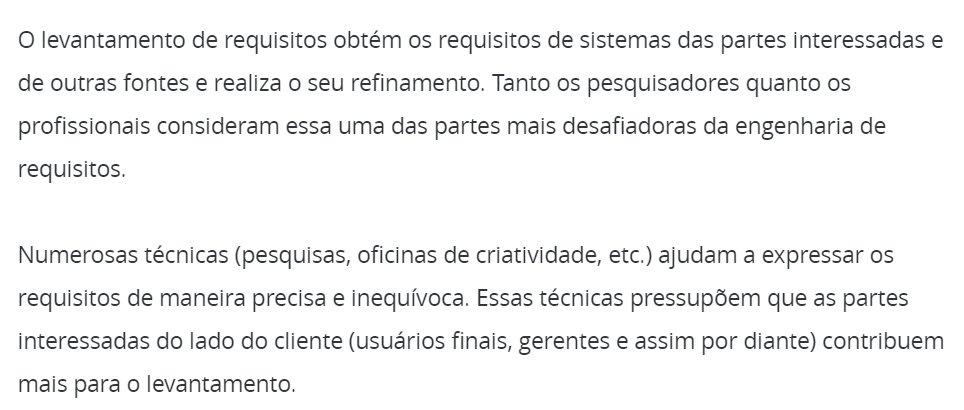 O levantamento de requisitos obtém os requisitos de sistemas das partes interessadas e
de outras fontes e realiza o seu refinamento. Tanto os pesquisadores quanto os
profissionais consideram essa uma das partes mais desafiadoras da engenharia de
requisitos.
Numerosas técnicas (pesquisas, oficinas de criatividade, etc.) ajudam a expressar os
requisitos de maneira precisa e inequívoca. Essas técnicas pressupõem que as partes
interessadas do lado do cliente (usuários finais, gerentes e assim por diante) contribuem
mais para o levantamento.